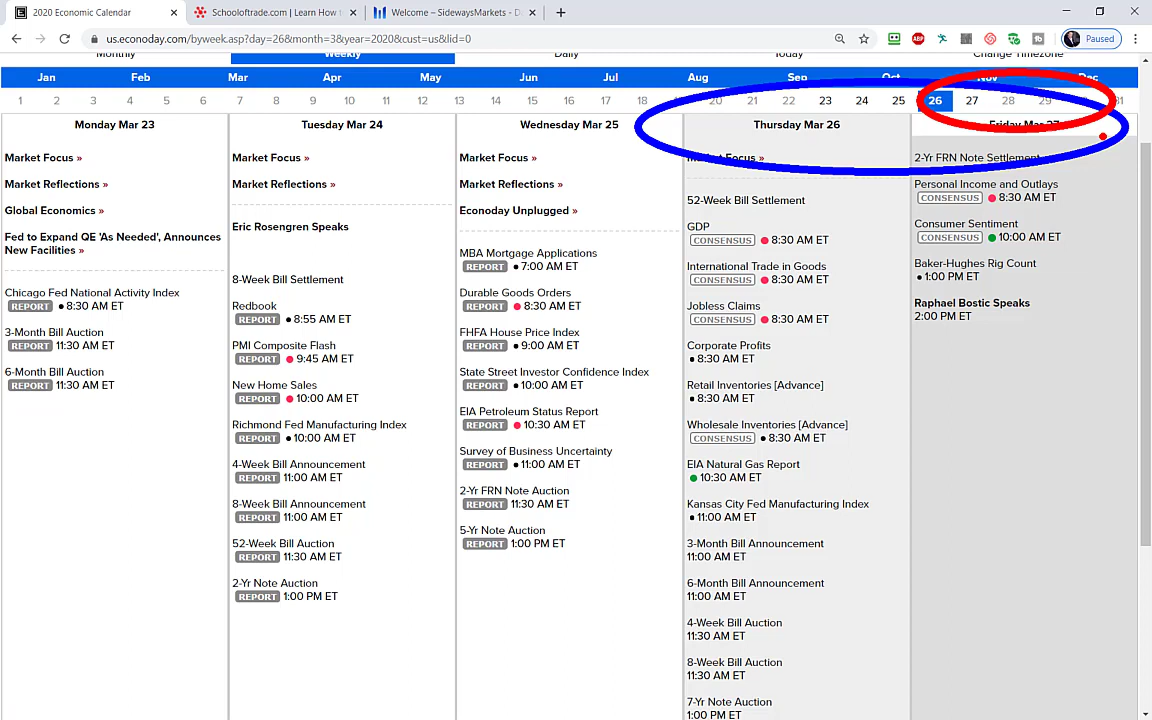 2020 Economic Calendar
Schooloftrade.com | Learn How
Welcome – SidewaysMarkets - D
us.econoday.com/byweek.asp?day=26&month=3&year=2020&cust=us&lid=0
ABP
Paused
Monthly
Weekly
Daily
Today
Change Timezone
Jan Feb Mar Apr May Jun Jul Aug Sep Oct Nov Dec
1 2 3 4 5 6 7 8 9 10 11 12 13 14 15 16 17 18 19 20 21 22 23 24 25 26 27 28 29 31
Monday Mar 23
Market Focus »
Market Reflections »
Global Economics »
Fed to Expand QE 'As Needed', Announces
New Facilities »
Chicago Fed National Activity Index
REPORT 8:30 AM ET
3-Month Bill Auction
REPORT 11:30 AM ET
6-Month Bill Auction
REPORT 11:30 AM ET
Tuesday Mar 24
Market Focus »
Market Reflections »
Eric Rosengren Speaks
8-Week Bill Settlement
Redbook
REPORT 8:55 AM ET
PMI Composite Flash
REPORT 9:45 AM ET
New Home Sales
REPORT 10:00 AM ET
Richmond Fed Manufacturing Index
REPORT 10:00 AM ET
4-Week Bill Announcement
REPORT 11:00 AM ET
8-Week Bill Announcement
REPORT 11:00 AM ET
52-Week Bill Auction
REPORT 11:30 AM ET
2-Yr Note Auction
REPORT 1:00 PM ET
Wednesday Mar 25
Market Focus »
Market Reflections »
Econoday Unplugged »
MBA Mortgage Applications
REPORT 7:00 AM ET
Durable Goods Orders
REPORT 8:30 AM ET
FHFA House Price Index
REPORT 9:00 AM ET
State Street Investor Confidence Index
REPORT 10:00 AM ET
EIA Petroleum Status Report
REPORT 10:30 AM ET
Survey of Business Uncertainty
REPORT 11:00 AM ET
2-Yr FRN Note Auction
REPORT 11:30 AM ET
5-Yr Note Auction
REPORT 1:00 PM ET
Thursday Mar 26
Market Focus »
52-Week Bill Settlement
GDP
CONSENSUS 8:30 AM ET
International Trade in Goods
CONSENSUS 8:30 AM ET
Jobless Claims
CONSENSUS 8:30 AM ET
Corporate Profits
8:30 AM ET
Retail Inventories [Advance]
8:30 AM ET
Wholesale Inventories [Advance]
CONSENSUS 8:30 AM ET
EIA Natural Gas Report
10:30 AM ET
Kansas City Fed Manufacturing Index
11:00 AM ET
3-Month Bill Announcement
11:00 AM ET
6-Month Bill Announcement
11:00 AM ET
4-Week Bill Auction
11:30 AM ET
8-Week Bill Auction
11:30 AM ET
7-Yr Note Auction
1:00 PM ET
Friday Mar 27
2-Yr FRN Note Settlement
Personal Income and Outlays
CONSENSUS 8:30 AM ET
Consumer Sentiment
CONSENSUS 10:00 AM ET
Baker-Hughes Rig Count
1:00 PM ET
Raphael Bostic Speaks
2:00 PM ET